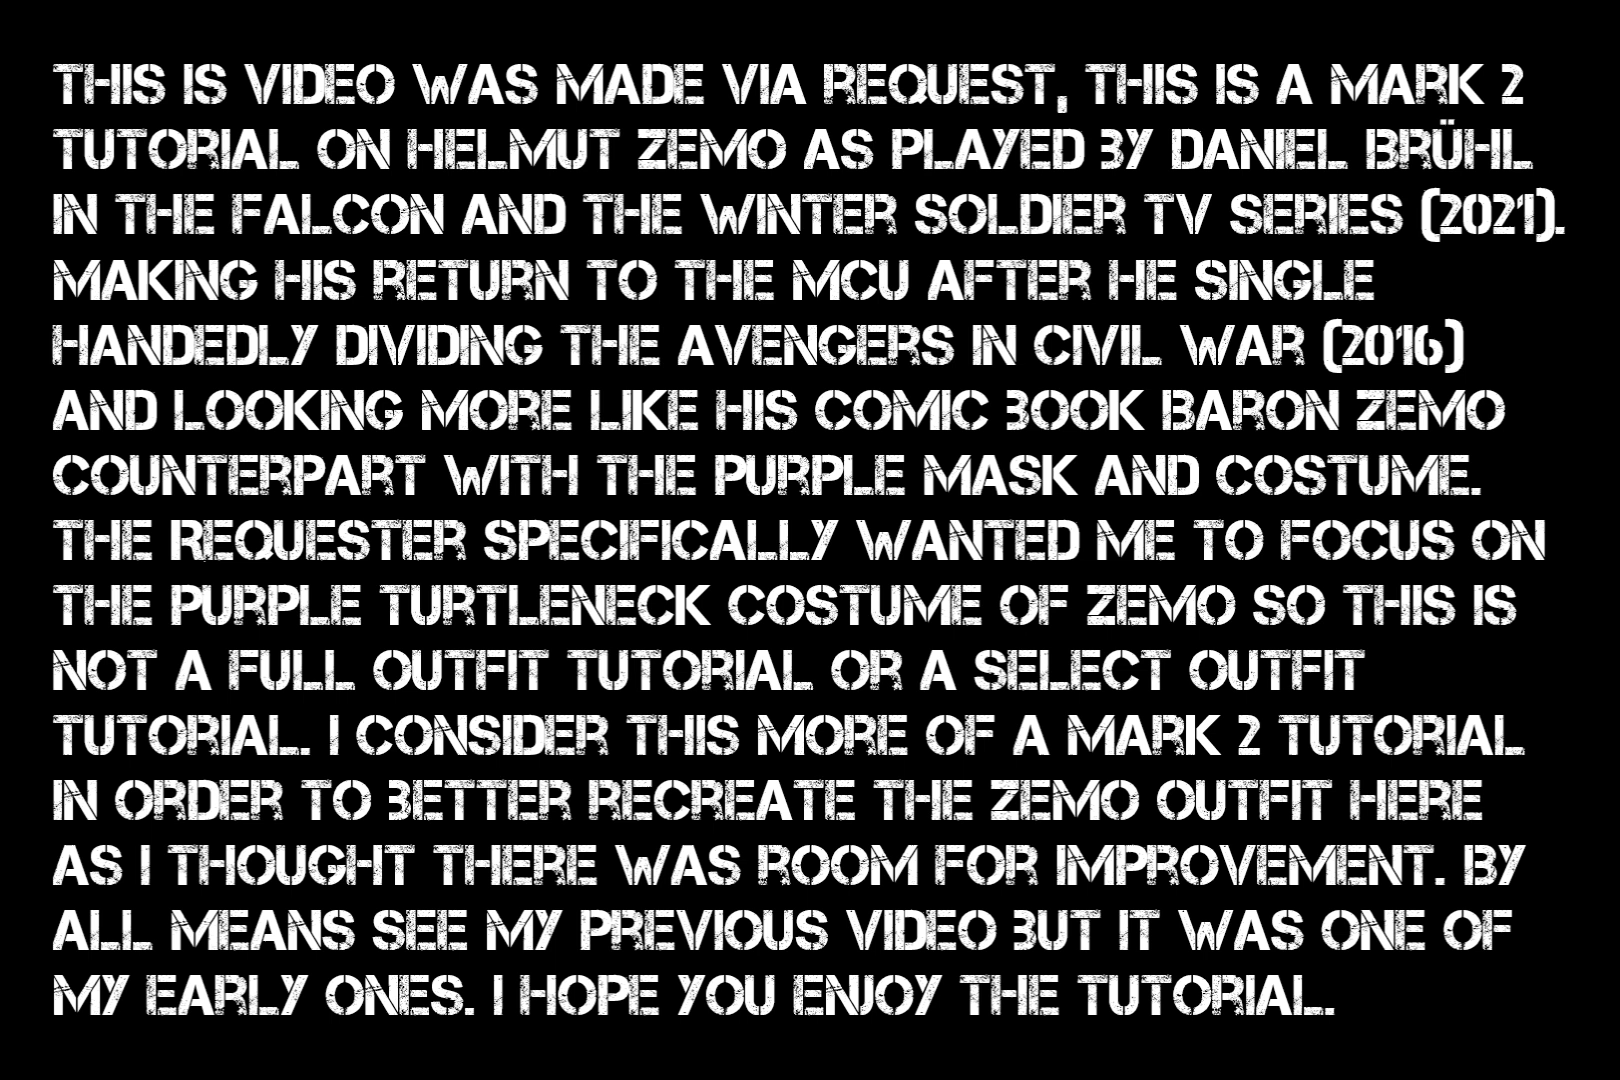 THIS IS VIDEO WAS MADE VIA REQUEST, THIS IS A MARK 2
TUTORIAL ON HELMUT ZEMO AS PLAYED BY DANIEL BRÜHL
IN THE FALCON AND THE WINTER SOLDIER TV SERIES (2021).
MAKING HIS RETURN TO THE MCU AFTER HE SINGLE
HANDEDLY DIVIDING THE AVENGERS IN CIVIL WAR (2016)
AND LOOKING MORE LIKE HIS COMIC BOOK BARON ZEMO
COUNTERPART WITH THE PURPLE MASK AND COSTUME.
THE REQUESTER SPECIFICALLY WANTED ME TO FOCUS ON
THE PURPLE TURTLENECK COSTUME OF ZEMO SO THIS IS
NOT A FULL OUTFIT TUTORIAL OR A SELECT OUTFIT
TUTORIAL. I CONSIDER THIS MORE OF A MARK 2 TUTORIAL
IN ORDER TO BETTER RECREATE THE ZEMO OUTFIT HERE
AS I THOUGHT THERE WAS ROOM FOR IMPROVEMENT. BY
ALL MEANS SEE MY PREVIOUS VIDEO BUT IT WAS ONE OF
MY EARLY ONES. I HOPE YOU ENJOY THE TUTORIAL.